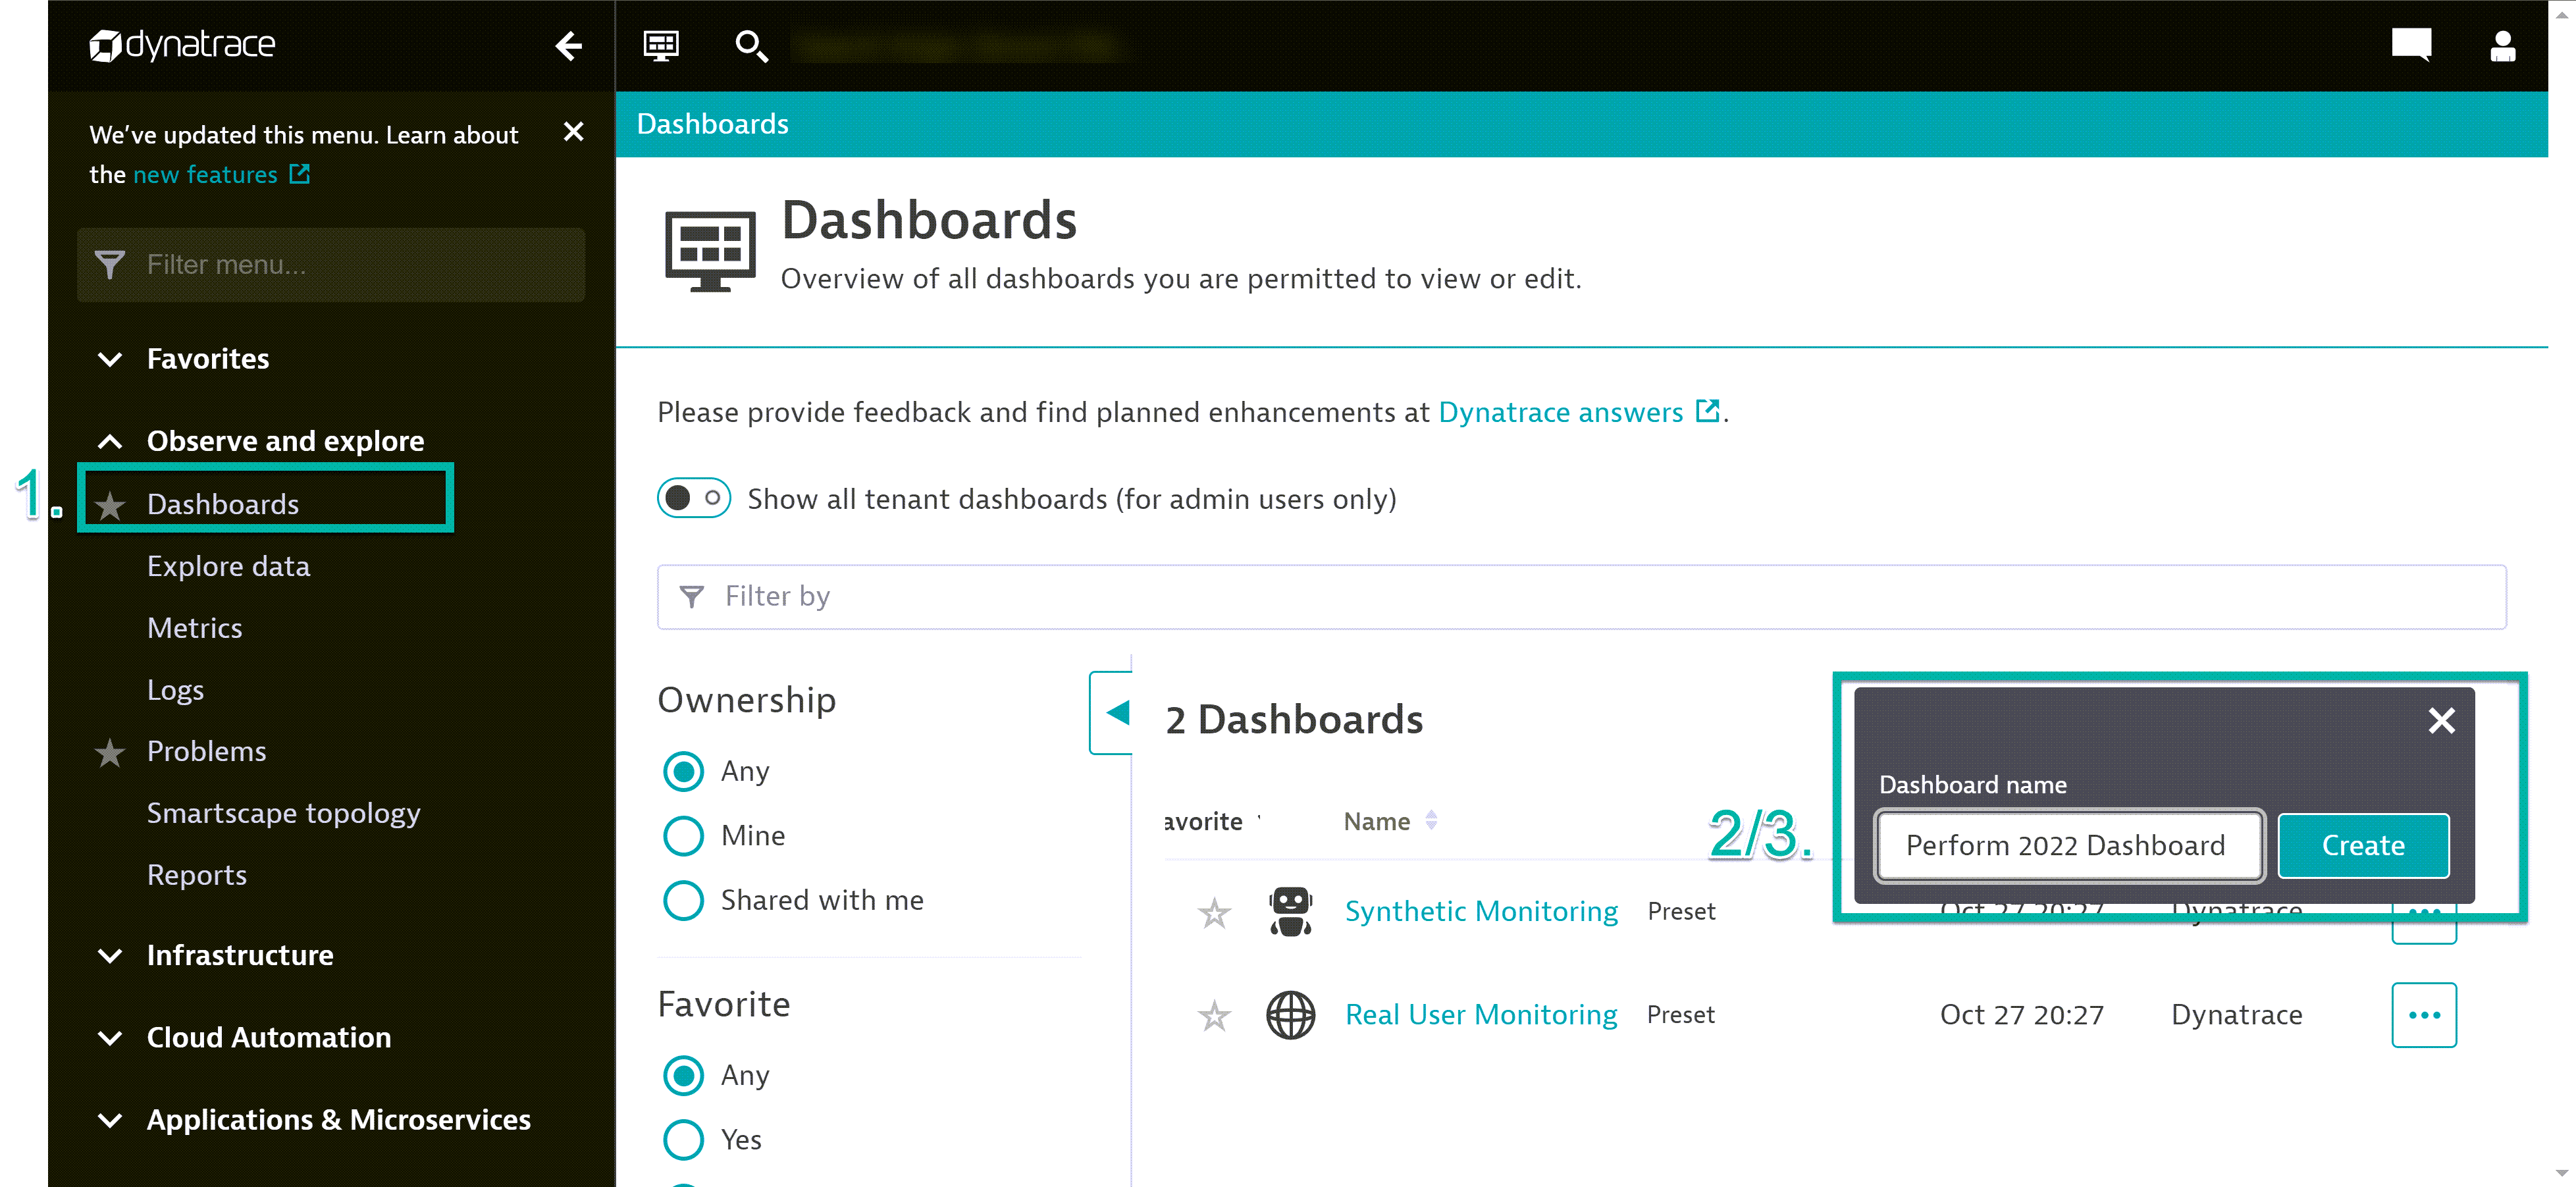 dynatrace
We've updated this menu. Learn about
the new features
Filter menu...
Favorites
Observe and explore
1.
Dashboards
Explore data
Metrics
Logs
Problems
Smartscape topology
Reports
Infrastructure
Cloud Automation
Applications & Microservices
Dashboards
Dashboards
Overview of all dashboards you are permitted to view or edit.
Please provide feedback and find planned enhancements at Dynatrace answers.
Show all tenant dashboards (for admin users only)
Filter by
Ownership
Any
Mine
Shared with me
Favorite
Any
Yes
2 Dashboards
avorite Name
2/3.
Dashboard name
Perform 2022 Dashboard Create
Synthetic Monitoring Preset Oct 27 20:27 Dynatrace
Real User Monitoring Preset Oct 27 20:27 Dynatrace